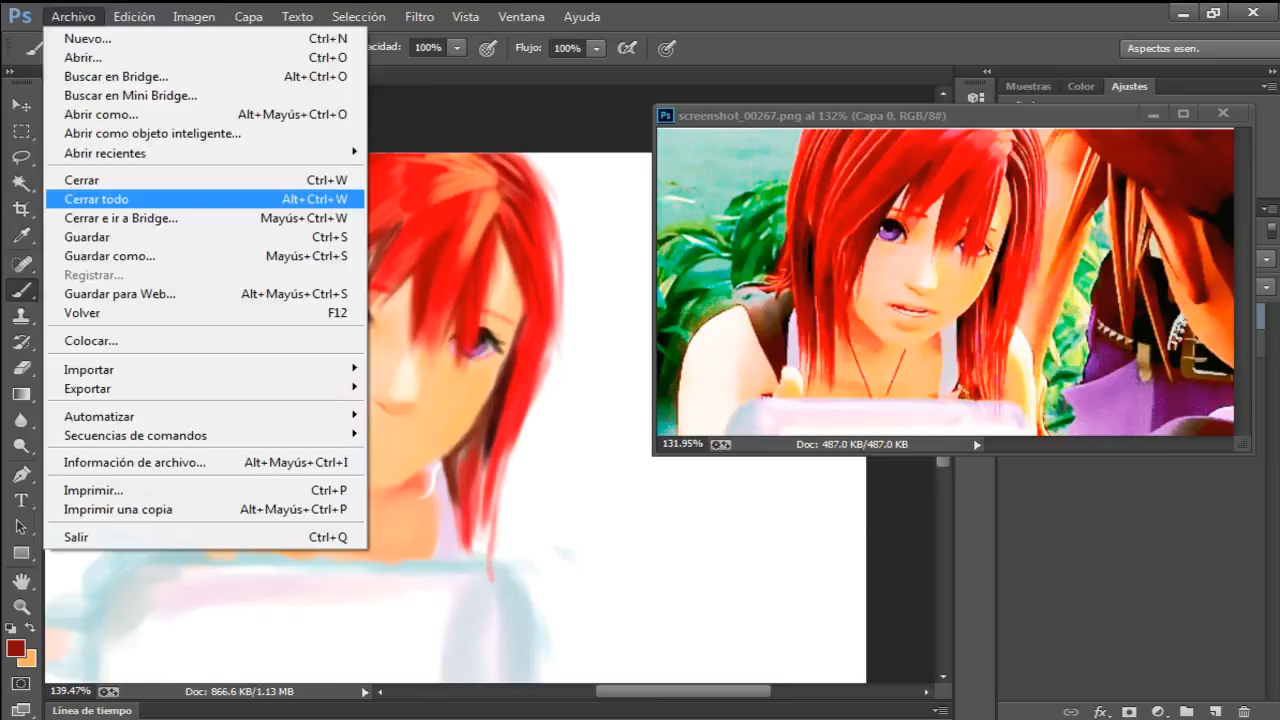 Ps Archivo Edición Imagen Capa Texto Selección Filtro Vista Ventana Ayuda
100% Flujo: 100% Aspectos esen.
Nuevo... Ctrl+N
Abrir... Ctrl+O
Buscar en Bridge... Alt+Ctrl+O
Buscar en Mini Bridge...
Abrir como... Alt+Mayús+Ctrl+O
Abrir como objeto inteligente...
Abrir recientes
Cerrar Ctrl+W
Cerrar todo Alt+Ctrl+W
Cerrar e ir a Bridge... Mayús+Ctrl+W
Guardar Ctrl+S
Guardar como... Mayús+Ctrl+S
Registrar...
Guardar para Web... Alt+Mayús+Ctrl+S
Volver F12
Colocar...
Importar
Exportar
Automatizar
Secuencias de comandos
Información de archivo... Alt+Mayús+Ctrl+I
Imprimir... Ctrl+P
Imprimir una copia Alt+Mayús+Ctrl+P
Salir Ctrl+Q
Muestras Color Ajustes
Ps screenshot_00267.png al 132% (Capa 0, RGB/8#)
131.95% Doc: 487.0 KB/487.0 KB
139.47% Doc: 866.6 KB/1.13 MB
Línea de tiempo
fx